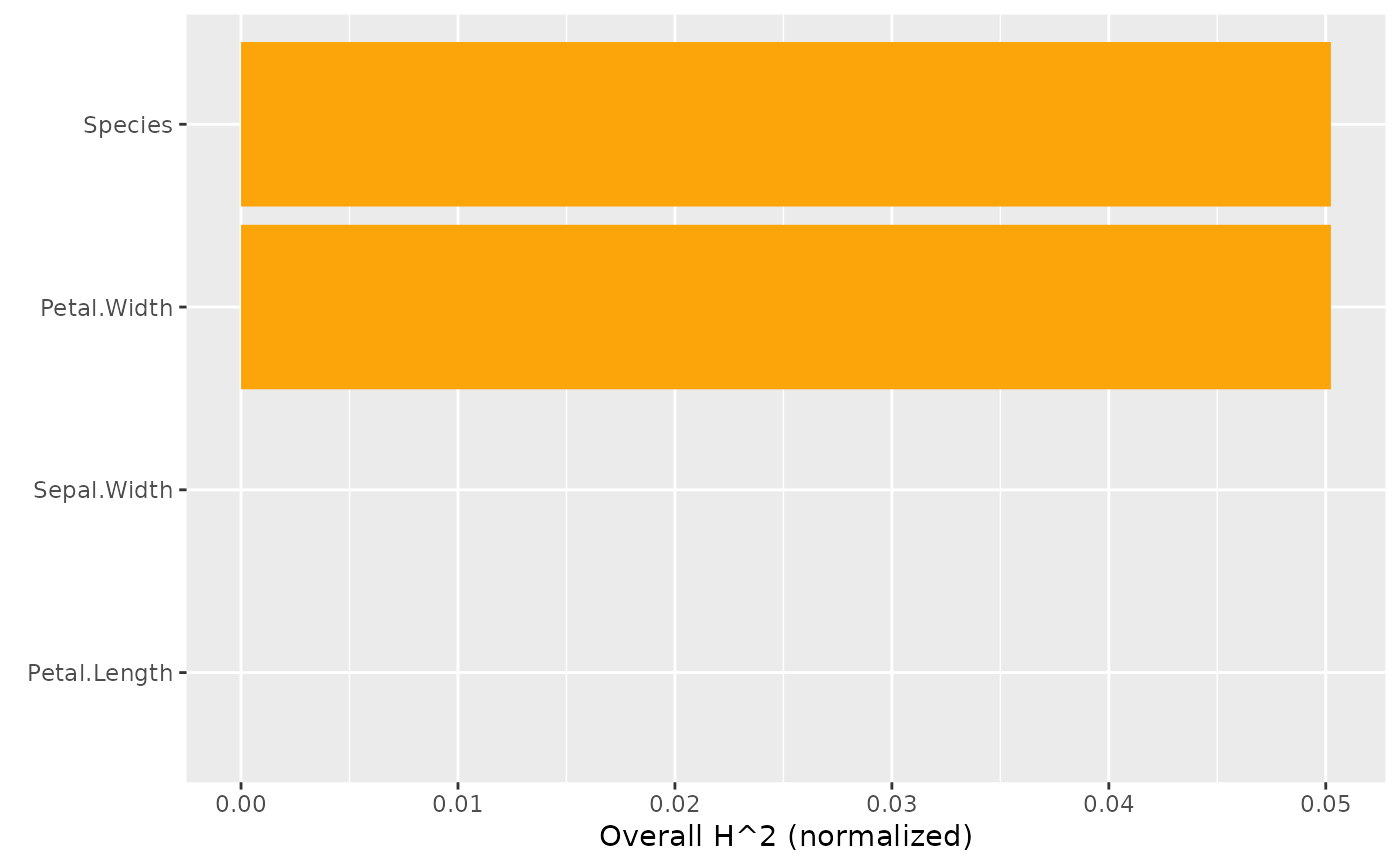 Species
Petal.Width
Sepal.Width
Petal.Length
0.00 0.01 0.02 0.03 0.04 0.05
Overall H^2 (normalized)